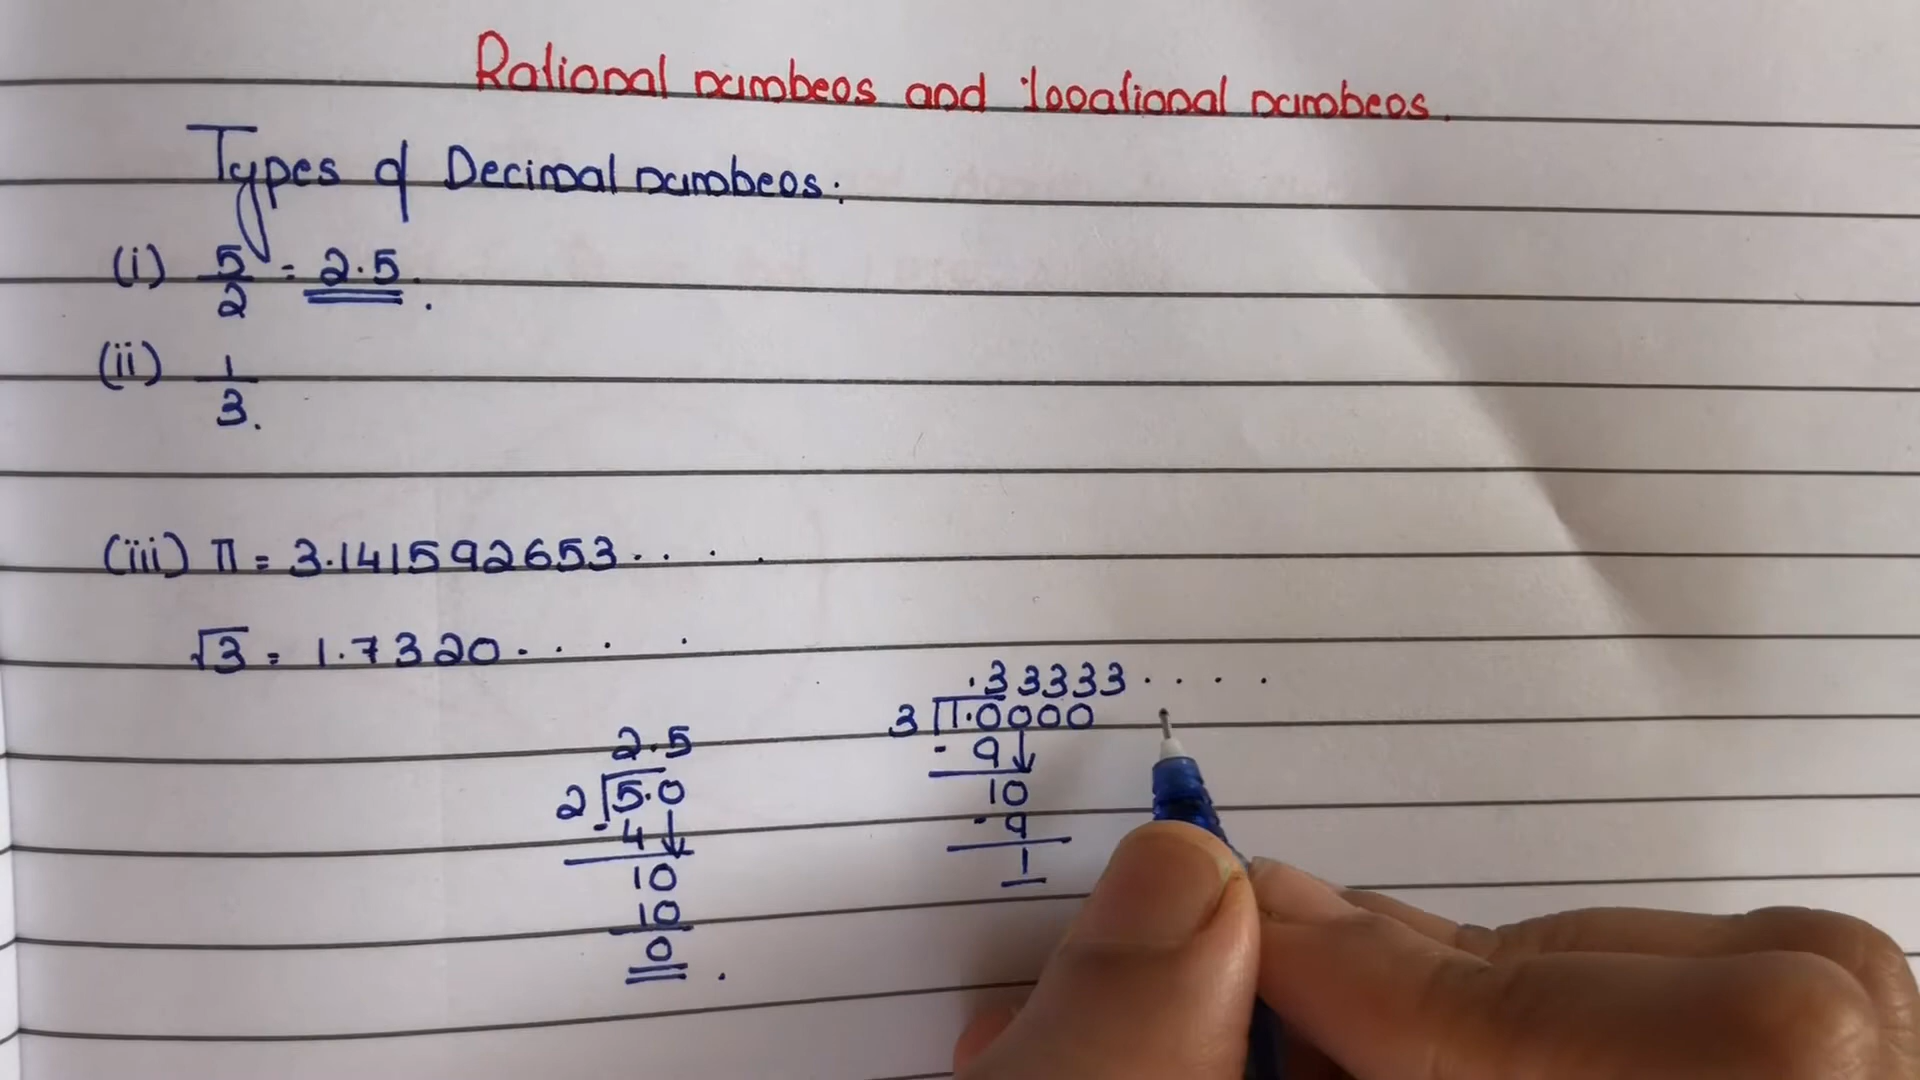 Rational numbers and irrational numbers.
Types of Decimal numbers:
(i) 5/2 = 2.5.
(ii) 1/3.
(iii) π = 3.141592653....
√3 = 1.7320....
2.5
2 5.0
- 4
10
10
0
.33333....
3 1.0000
- 9
10
- 9
1